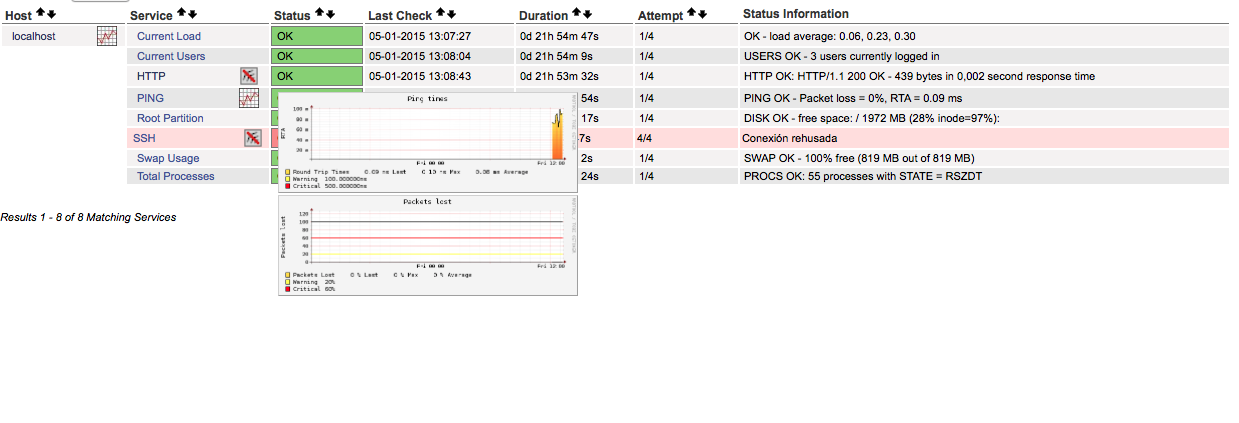 Host Service Status Last Check Duration Attempt Status Information
localhost Current Load OK 05-01-2015 13:07:27 0d 21h 54m 47s 1/4 OK - load average: 0.06, 0.23, 0.30
Current Users OK 05-01-2015 13:08:04 0d 21h 54m 9s 1/4 USERS OK - 3 users currently logged in
HTTP OK 05-01-2015 13:08:43 0d 21h 53m 32s 1/4 HTTP OK: HTTP/1.1 200 OK - 439 bytes in 0,002 second response time
PING 54s 1/4 PING OK - Packet loss = 0%, RTA = 0.09 ms
Root Partition 17s 1/4 DISK OK - free space: / 1972 MB (28% inode=97%):
SSH 7s 4/4 Conexión rehusada
Swap Usage 2s 1/4 SWAP OK - 100% free (819 MB out of 819 MB)
Total Processes 24s 1/4 PROCS OK: 55 processes with STATE = RSZDT
Ping times
100 m
80 m
60 m
40 m
20 m
0
RTA
Fri 00:00 Fri 12:00
Round Trip Times 0.09 ms Last 0.10 ms Max 0.08 ms Average
Warning 100.000000ms
Critical 500.000000ms
Results 1 - 8 of 8 Matching Services
Packets lost
120
100
80
60
40
20
0
Packets lost
Fri 00:00 Fri 12:00
Packets Lost 0 % Last 0 % Max 0 % Average
Warning 20%
Critical 60%